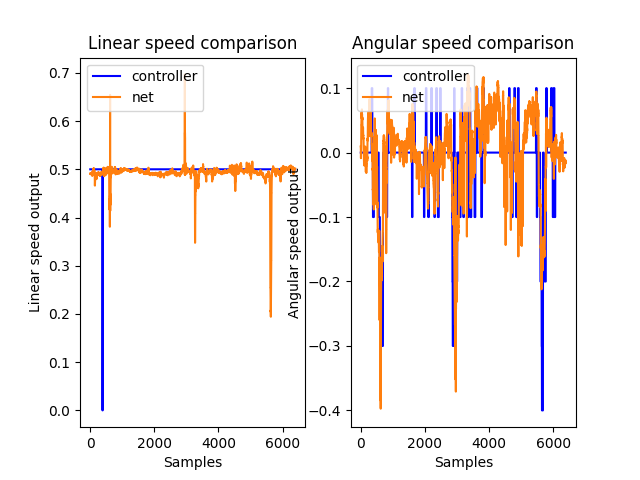 Linear speed comparison
controller
net
0.7
0.6
0.5
0.4
0.3
0.2
0.1
0.0
Linear speed output
0
2000
4000
6000
Samples
Angular speed comparison
controller
net
0.1
0.0
−0.1
−0.2
−0.3
−0.4
Angular speed output
0
2000
4000
6000
Samples